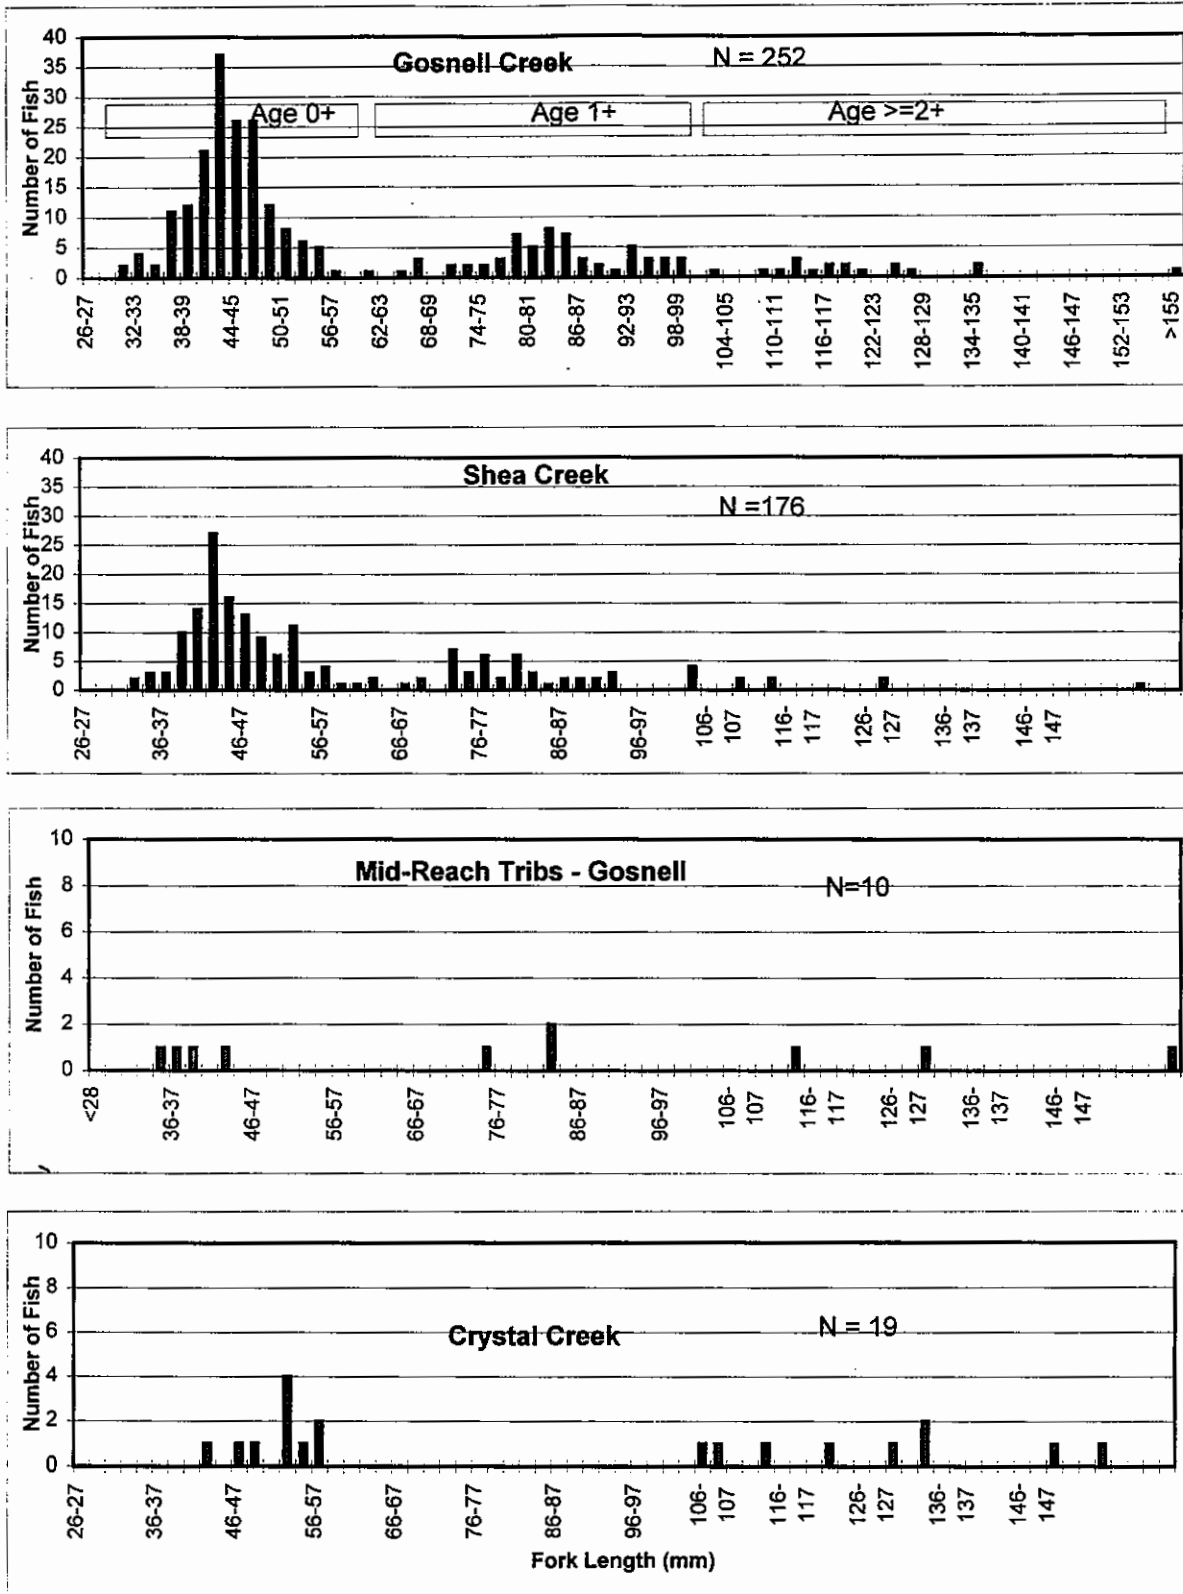 Gosnell Creek N = 252
Age 0+ Age 1+ Age >=2+
Number of Fish
40
35
30
25
20
15
10
5
0
26-27 32-33 38-39 44-45 50-51 56-57 62-63 68-69 74-75 80-81 86-87 92-93 98-99 104-105 110-111 116-117 122-123 128-129 134-135 140-141 146-147 152-153 >155
Shea Creek
N =176
Number of Fish
40
35
30
25
20
15
10
5
0
26-27 36-37 46-47 56-57 66-67 76-77 86-87 96-97 106-107 116-117 126-127 136-137 146-147
Mid-Reach Tribs - Gosnell
N=10
Number of Fish
10
8
6
4
2
0
<28 36-37 46-47 56-57 66-67 76-77 86-87 96-97 106-107 116-117 126-127 136-137 146-147
Crystal Creek
N = 19
Number of Fish
10
8
6
4
2
0
26-27 36-37 46-47 56-57 66-67 76-77 86-87 96-97 106-107 116-117 126-127 136-137 146-147
Fork Length (mm)